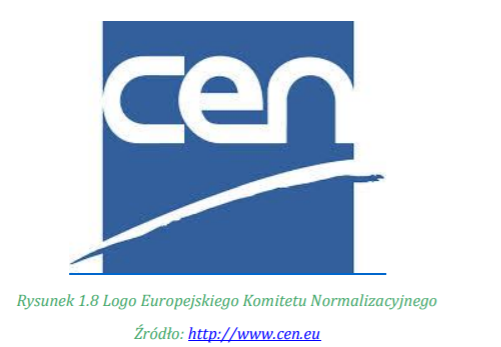 cen
Rysunek 1.8 Logo Europejskiego Komitetu Normalizacyjnego
Źródło: http://www.cen.eu